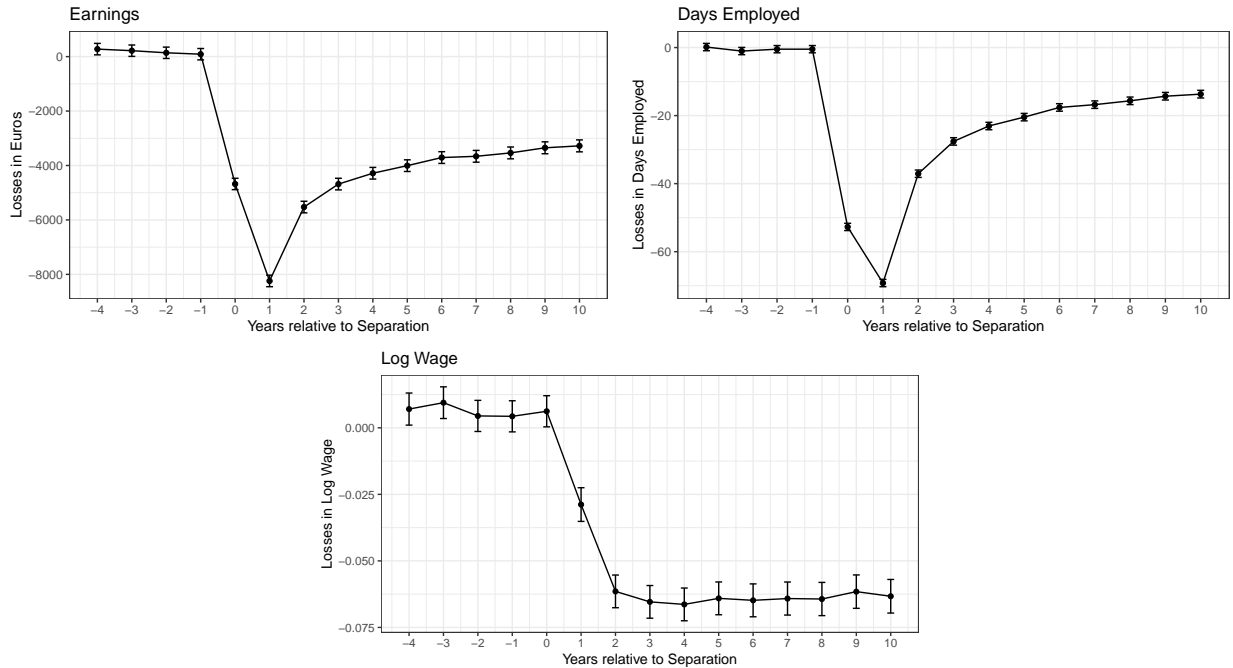 Earnings
Losses in Euros
0
−2000
−4000
−6000
−8000
−4 −3 −2 −1 0 1 2 3 4 5 6 7 8 9 10
Years relative to Separation
Days Employed
Losses in Days Employed
0
−20
−40
−60
−4 −3 −2 −1 0 1 2 3 4 5 6 7 8 9 10
Years relative to Separation
Log Wage
Losses in Log Wage
0.000
−0.025
−0.050
−0.075
−4 −3 −2 −1 0 1 2 3 4 5 6 7 8 9 10
Years relative to Separation